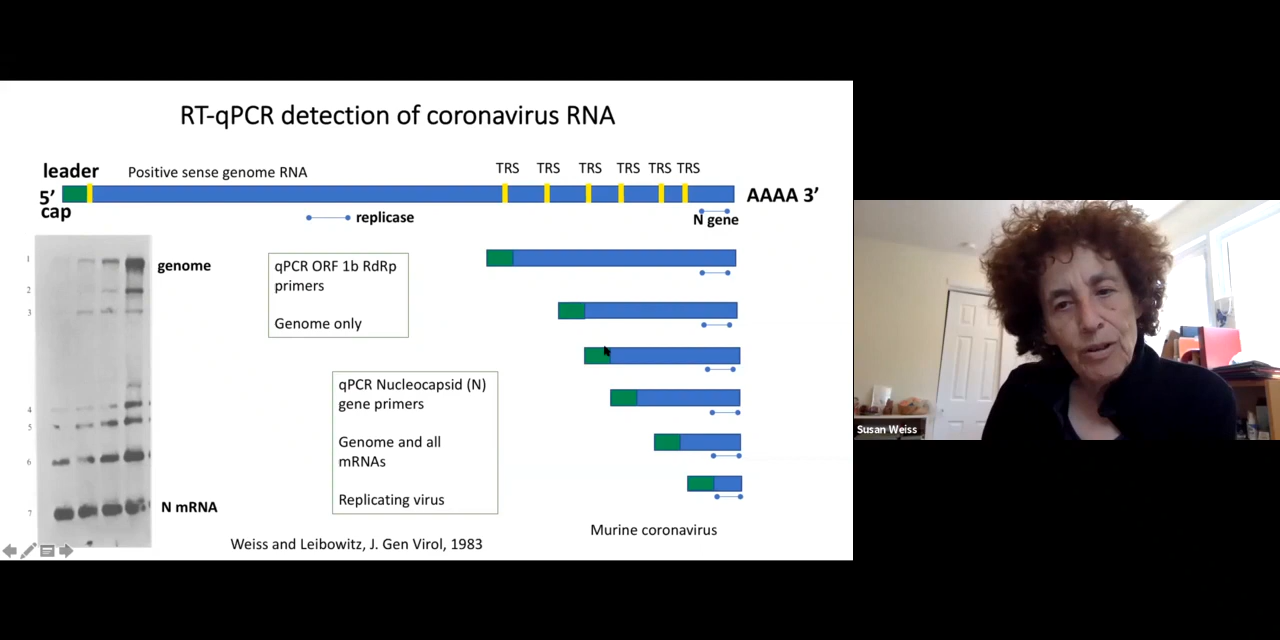 RT-qPCR detection of coronavirus RNA
leader
Positive sense genome RNA
TRS TRS TRS TRS TRS TRS
5’
cap
AAAA 3’
replicase
N gene
1
2
3
4
5
6
7
genome
N mRNA
qPCR ORF 1b RdRp
primers
Genome only
qPCR Nucleocapsid (N)
gene primers
Genome and all
mRNAs
Replicating virus
Murine coronavirus
Weiss and Leibowitz, J. Gen Virol, 1983
Susan Weiss